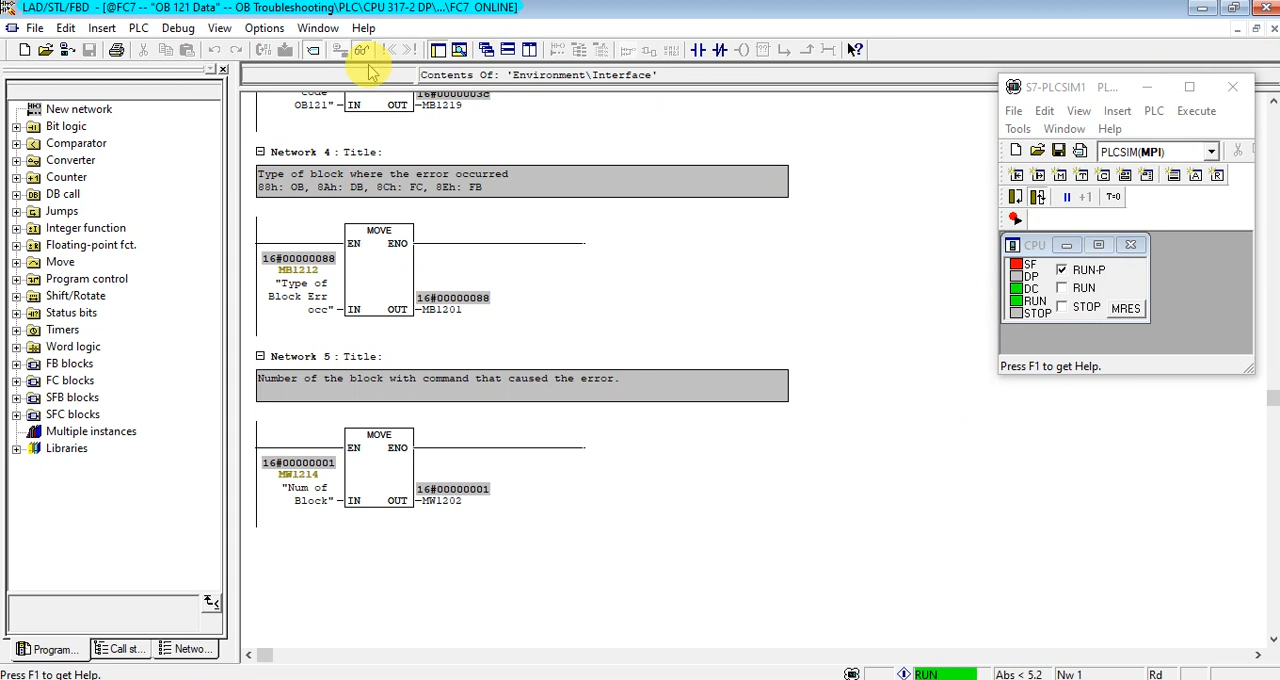 LAD/STL/FBD - [@FC7 -- "OB 121 Data" -- OB Troubleshooting\PLC\CPU 317-2 DP\...\FC7 ONLINE]
File Edit Insert PLC Debug View Options Window Help
Contents Of: 'Environment\Interface'
New network
Bit logic
Comparator
Converter
Counter
DB call
Jumps
Integer function
Floating-point fct.
Move
Program control
Shift/Rotate
Status bits
Timers
Word logic
FB blocks
FC blocks
SFB blocks
SFC blocks
Multiple instances
Libraries
Program... Call st... Netwo...
Code 16#0000003c
OB121" IN OUT MB1219
Network 4 : Title:
Type of block where the error occurred
88h: OB, 8Ah: DB, 8Ch: FC, 8Eh: FB
MOVE
EN ENO
16#00000088
MB1212
"Type of
Block Err 16#00000088
occ" IN OUT MB1201
Network 5 : Title:
Number of the block with command that caused the error.
MOVE
EN ENO
16#00000001
MW1214
"Num of 16#00000001
Block" IN OUT MW1202
S7-PLCSIM1 PL...
File Edit View Insert PLC Execute
Tools Window Help
PLCSIM(MPI)
+1 T=0
CPU
SF
DP RUN-P
DC
RUN RUN
STOP STOP MRES
Press F1 to get Help.
Press F1 to get Help. RUN Abs < 5.2 Nw 1 Rd